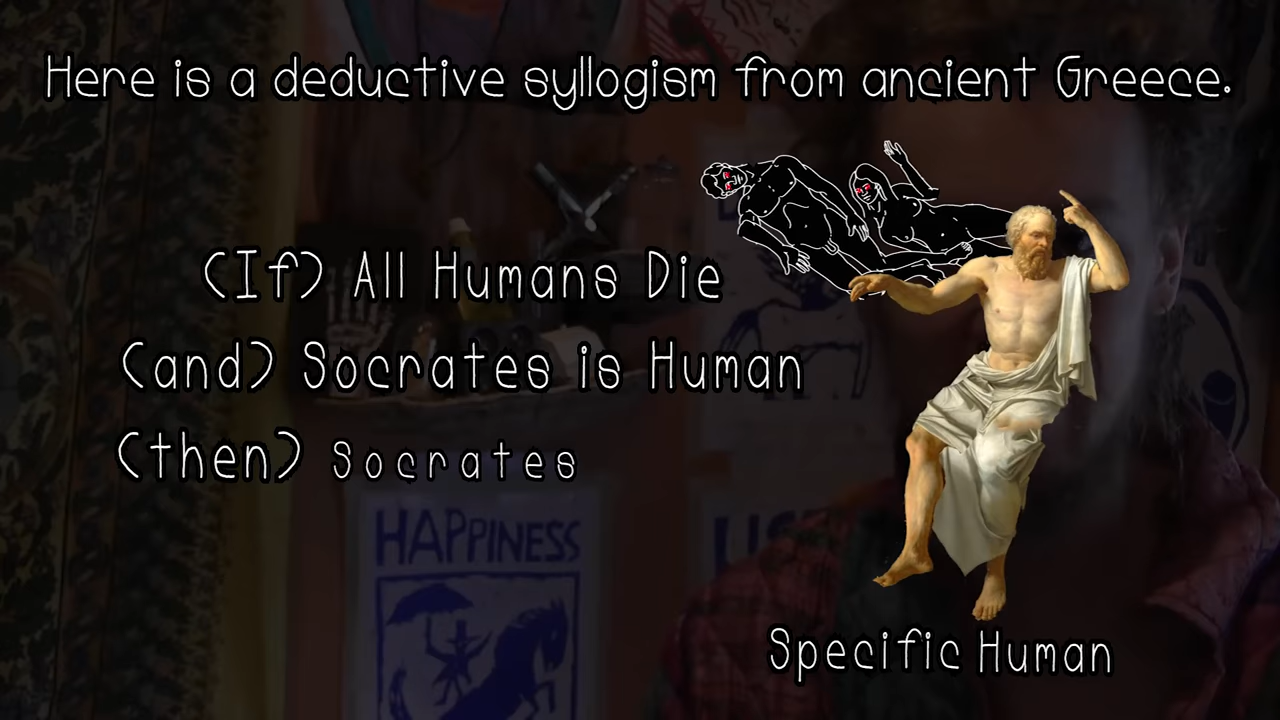 Here is a deductive syllogism from ancient Greece.
(If) All Humans Die
(and) Socrates is Human
(then) Socrates
HAPPINESS
Specific Human